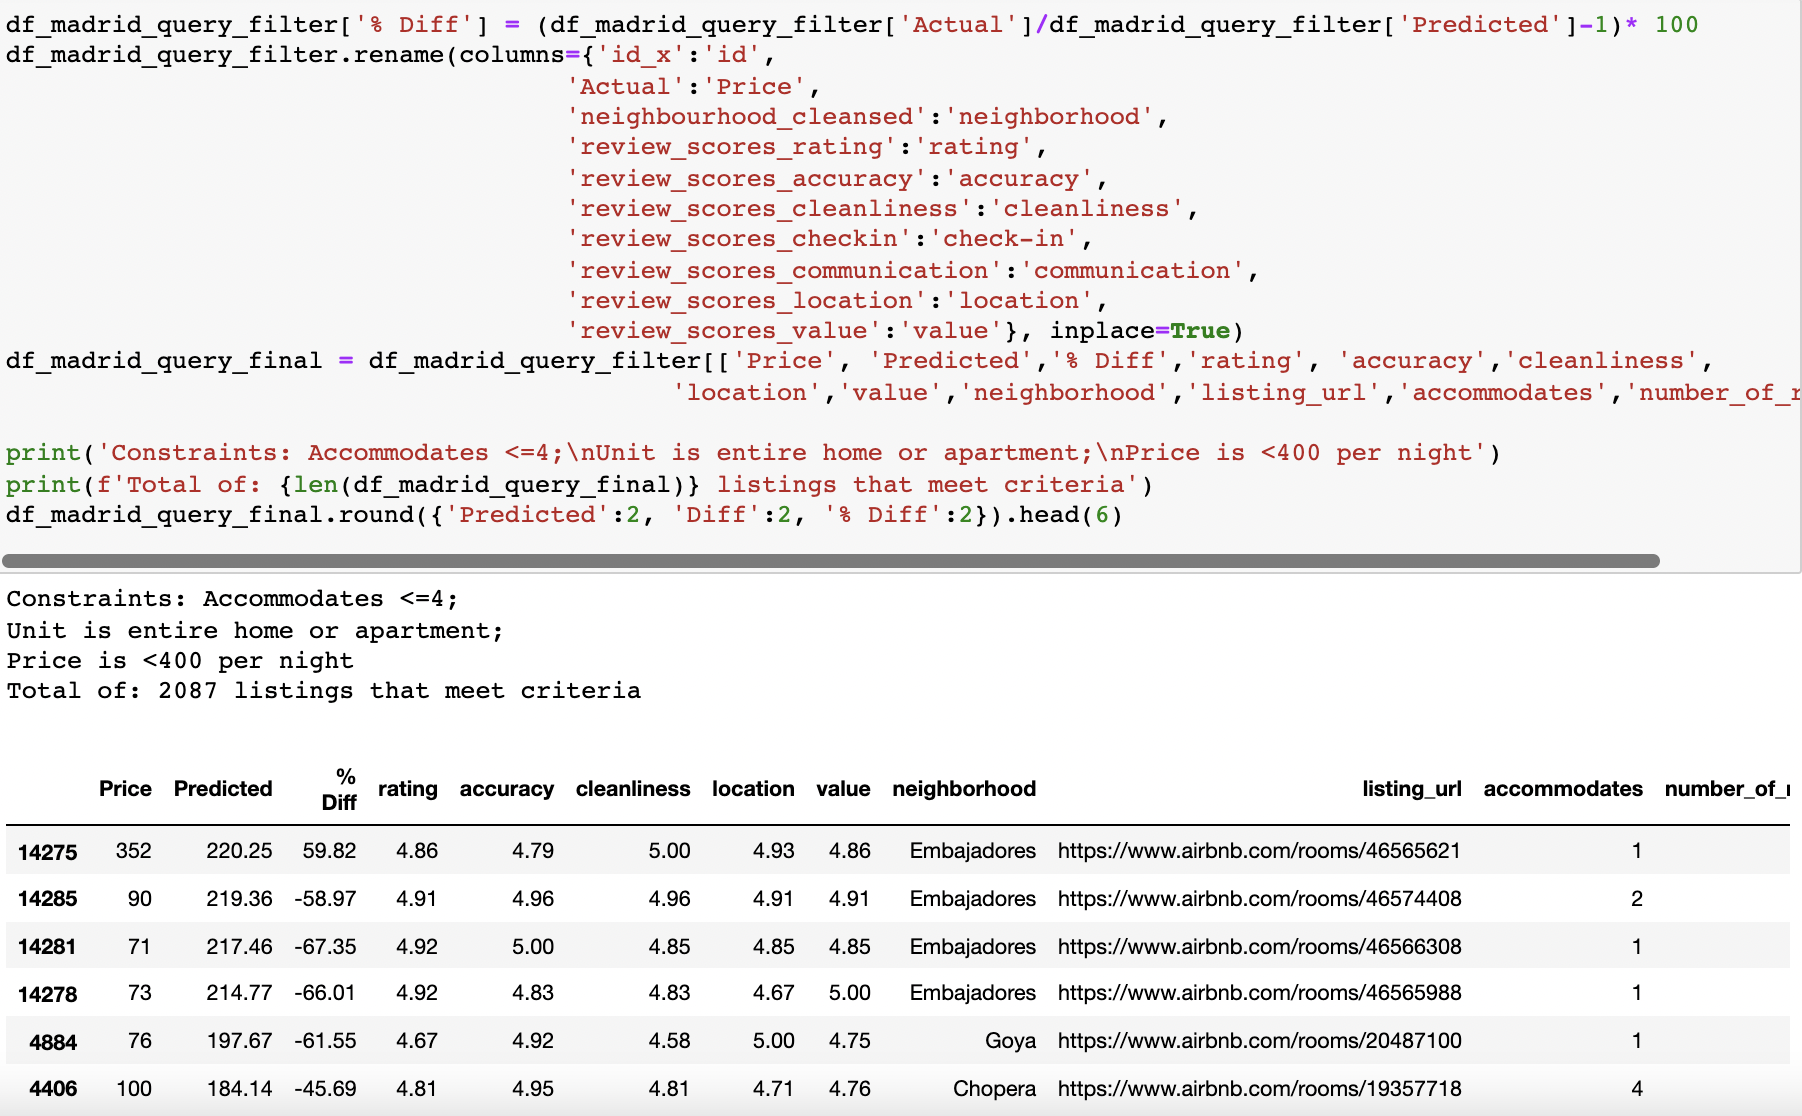 df_madrid_query_filter['% Diff'] = (df_madrid_query_filter['Actual']/df_madrid_query_filter['Predicted']-1)* 100
df_madrid_query_filter.rename(columns={'id_x':'id',
'Actual':'Price',
'neighbourhood_cleansed':'neighborhood',
'review_scores_rating':'rating',
'review_scores_accuracy':'accuracy',
'review_scores_cleanliness':'cleanliness',
'review_scores_checkin':'check-in',
'review_scores_communication':'communication',
'review_scores_location':'location',
'review_scores_value':'value'}, inplace=True)
df_madrid_query_final = df_madrid_query_filter[['Price', 'Predicted','% Diff','rating', 'accuracy','cleanliness',
'location','value','neighborhood','listing_url','accommodates','number_of_r
print('Constraints: Accommodates <=4;\nUnit is entire home or apartment;\nPrice is <400 per night')
print(f'Total of: {len(df_madrid_query_final)} listings that meet criteria')
df_madrid_query_final.round({'Predicted':2, 'Diff':2, '% Diff':2}).head(6)
Constraints: Accommodates <=4;
Unit is entire home or apartment;
Price is <400 per night
Total of: 2087 listings that meet criteria
Price Predicted % Diff rating accuracy cleanliness location value neighborhood listing_url accommodates number_of_r
14275 352 220.25 59.82 4.86 4.79 5.00 4.93 4.86 Embajadores https://www.airbnb.com/rooms/46565621 1
14285 90 219.36 -58.97 4.91 4.96 4.96 4.91 4.91 Embajadores https://www.airbnb.com/rooms/46574408 2
14281 71 217.46 -67.35 4.92 5.00 4.85 4.85 4.85 Embajadores https://www.airbnb.com/rooms/46566308 1
14278 73 214.77 -66.01 4.92 4.83 4.83 4.67 5.00 Embajadores https://www.airbnb.com/rooms/46565988 1
4884 76 197.67 -61.55 4.67 4.92 4.58 5.00 4.75 Goya https://www.airbnb.com/rooms/20487100 1
4406 100 184.14 -45.69 4.81 4.95 4.81 4.71 4.76 Chopera https://www.airbnb.com/rooms/19357718 4